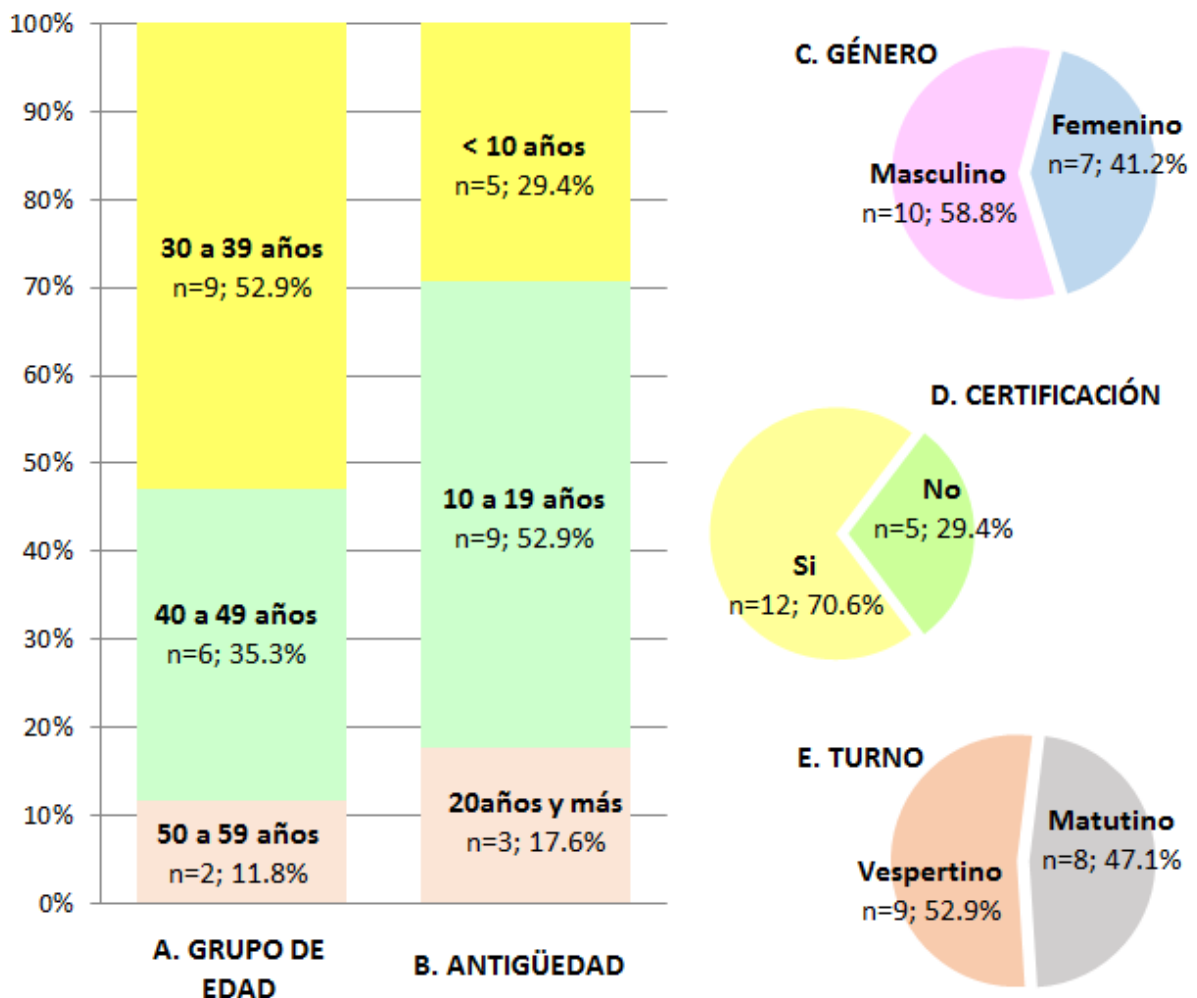 100%
90%
80%
70%
60%
50%
40%
30%
20%
10%
0%
30 a 39 años
n=9; 52.9%
40 a 49 años
n=6; 35.3%
50 a 59 años
n=2; 11.8%
A. GRUPO DE
EDAD
< 10 años
n=5; 29.4%
10 a 19 años
n=9; 52.9%
20años y más
n=3; 17.6%
B. ANTIGÜEDAD
C. GÉNERO
Masculino
n=10; 58.8%
Femenino
n=7; 41.2%
D. CERTIFICACIÓN
Si
n=12; 70.6%
No
n=5; 29.4%
E. TURNO
Vespertino
n=9; 52.9%
Matutino
n=8; 47.1%